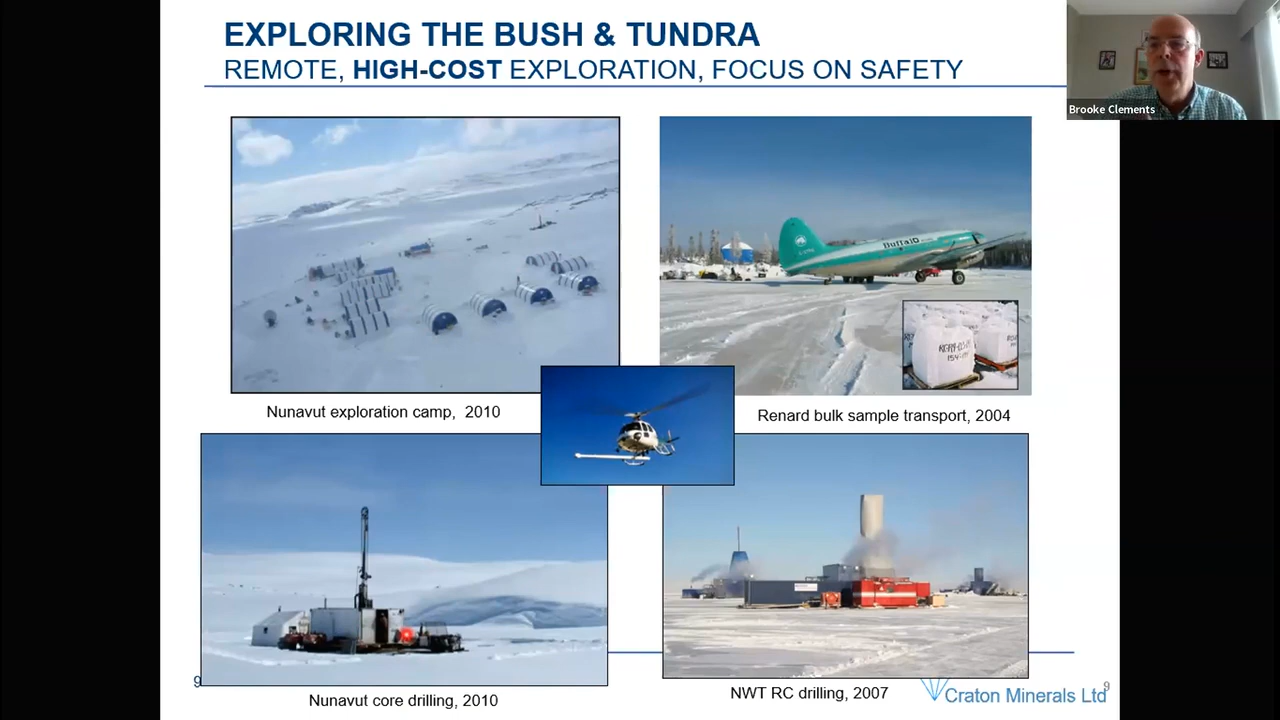 EXPLORING THE BUSH & TUNDRA
REMOTE, HIGH-COST EXPLORATION, FOCUS ON SAFETY
Brooke Clements
Buffalo
Nunavut exploration camp, 2010
Renard bulk sample transport, 2004
Nunavut core drilling, 2010
NWT RC drilling, 2007
9
9
Craton Minerals Ltd